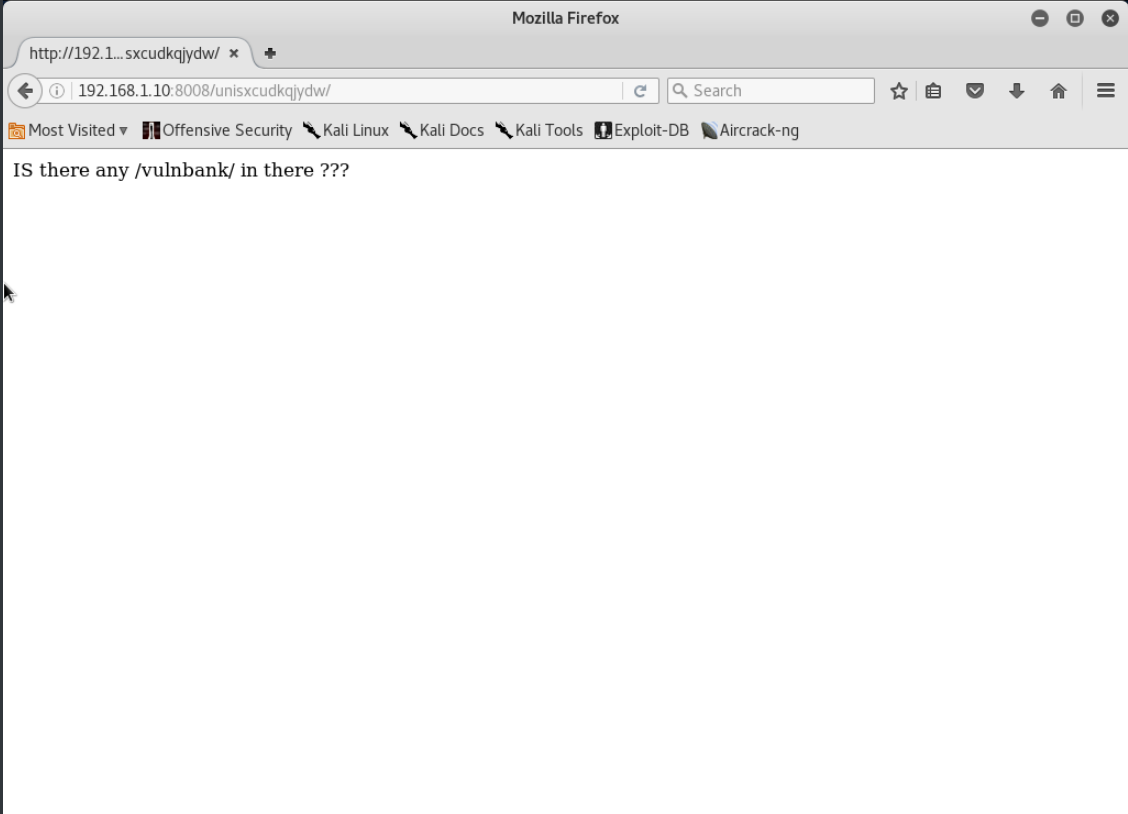 Mozilla Firefox
http://192.1...sxcudkqjydw/
192.168.1.10:8008/unisxcudkqjydw/
Search
Most Visited Offensive Security Kali Linux Kali Docs Kali Tools Exploit-DB Aircrack-ng
IS there any /vulnbank/ in there ???